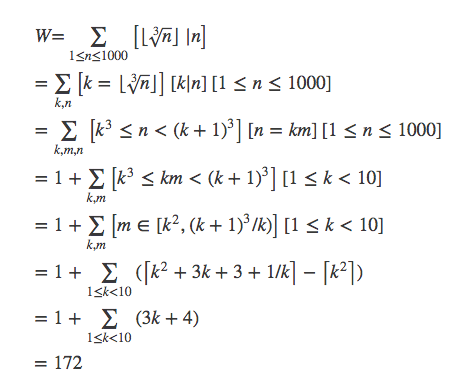 W= ∑ [⌊∛n⌋ |n]
1≤n≤1000
= ∑ [k = ⌊∛n⌋] [k|n] [1 ≤ n ≤ 1000]
k,n
= ∑ [k³ ≤ n < (k + 1)³] [n = km] [1 ≤ n ≤ 1000]
k,m,n
= 1 + ∑ [k³ ≤ km < (k + 1)³] [1 ≤ k < 10]
k,m
= 1 + ∑ [m ∈ [k², (k + 1)³/k)] [1 ≤ k < 10]
k,m
= 1 + ∑ (⌈k² + 3k + 3 + 1/k⌉ − ⌈k²⌉)
1≤k<10
= 1 + ∑ (3k + 4)
1≤k<10
= 172